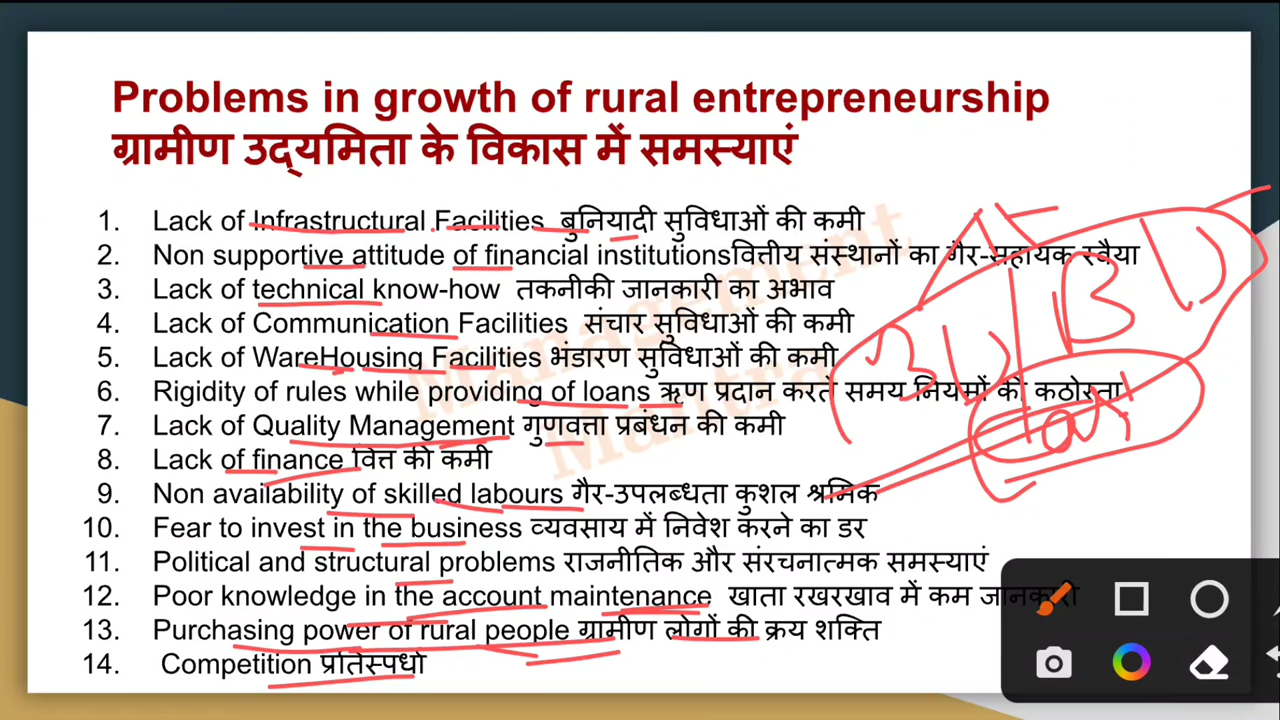 Problems in growth of rural entrepreneurship
ग्रामीण उद्यमिता के विकास में समस्याएं
1. Lack of Infrastructural Facilities बुनियादी सुविधाओं की कमी
2. Non supportive attitude of financial institutionsवित्तीय संस्थानों का गैर-सहायक रवैया
3. Lack of technical know-how तकनीकी जानकारी का अभाव
4. Lack of Communication Facilities संचार सुविधाओं की कमी
5. Lack of WareHousing Facilities भंडारण सुविधाओं की कमी
6. Rigidity of rules while providing of loans ऋण प्रदान करते समय नियमों की कठोरता
7. Lack of Quality Management गुणवत्ता प्रबंधन की कमी
8. Lack of finance वित्त की कमी
9. Non availability of skilled labours गैर-उपलब्धता कुशल श्रमिक
10. Fear to invest in the business व्यवसाय में निवेश करने का डर
11. Political and structural problems राजनीतिक और संरचनात्मक समस्याएं
12. Poor knowledge in the account maintenance खाता रखरखाव में कम जानकारी
13. Purchasing power of rural people ग्रामीण लोगों की क्रय शक्ति
14. Competition प्रतिस्पर्धा
Management
Mantra